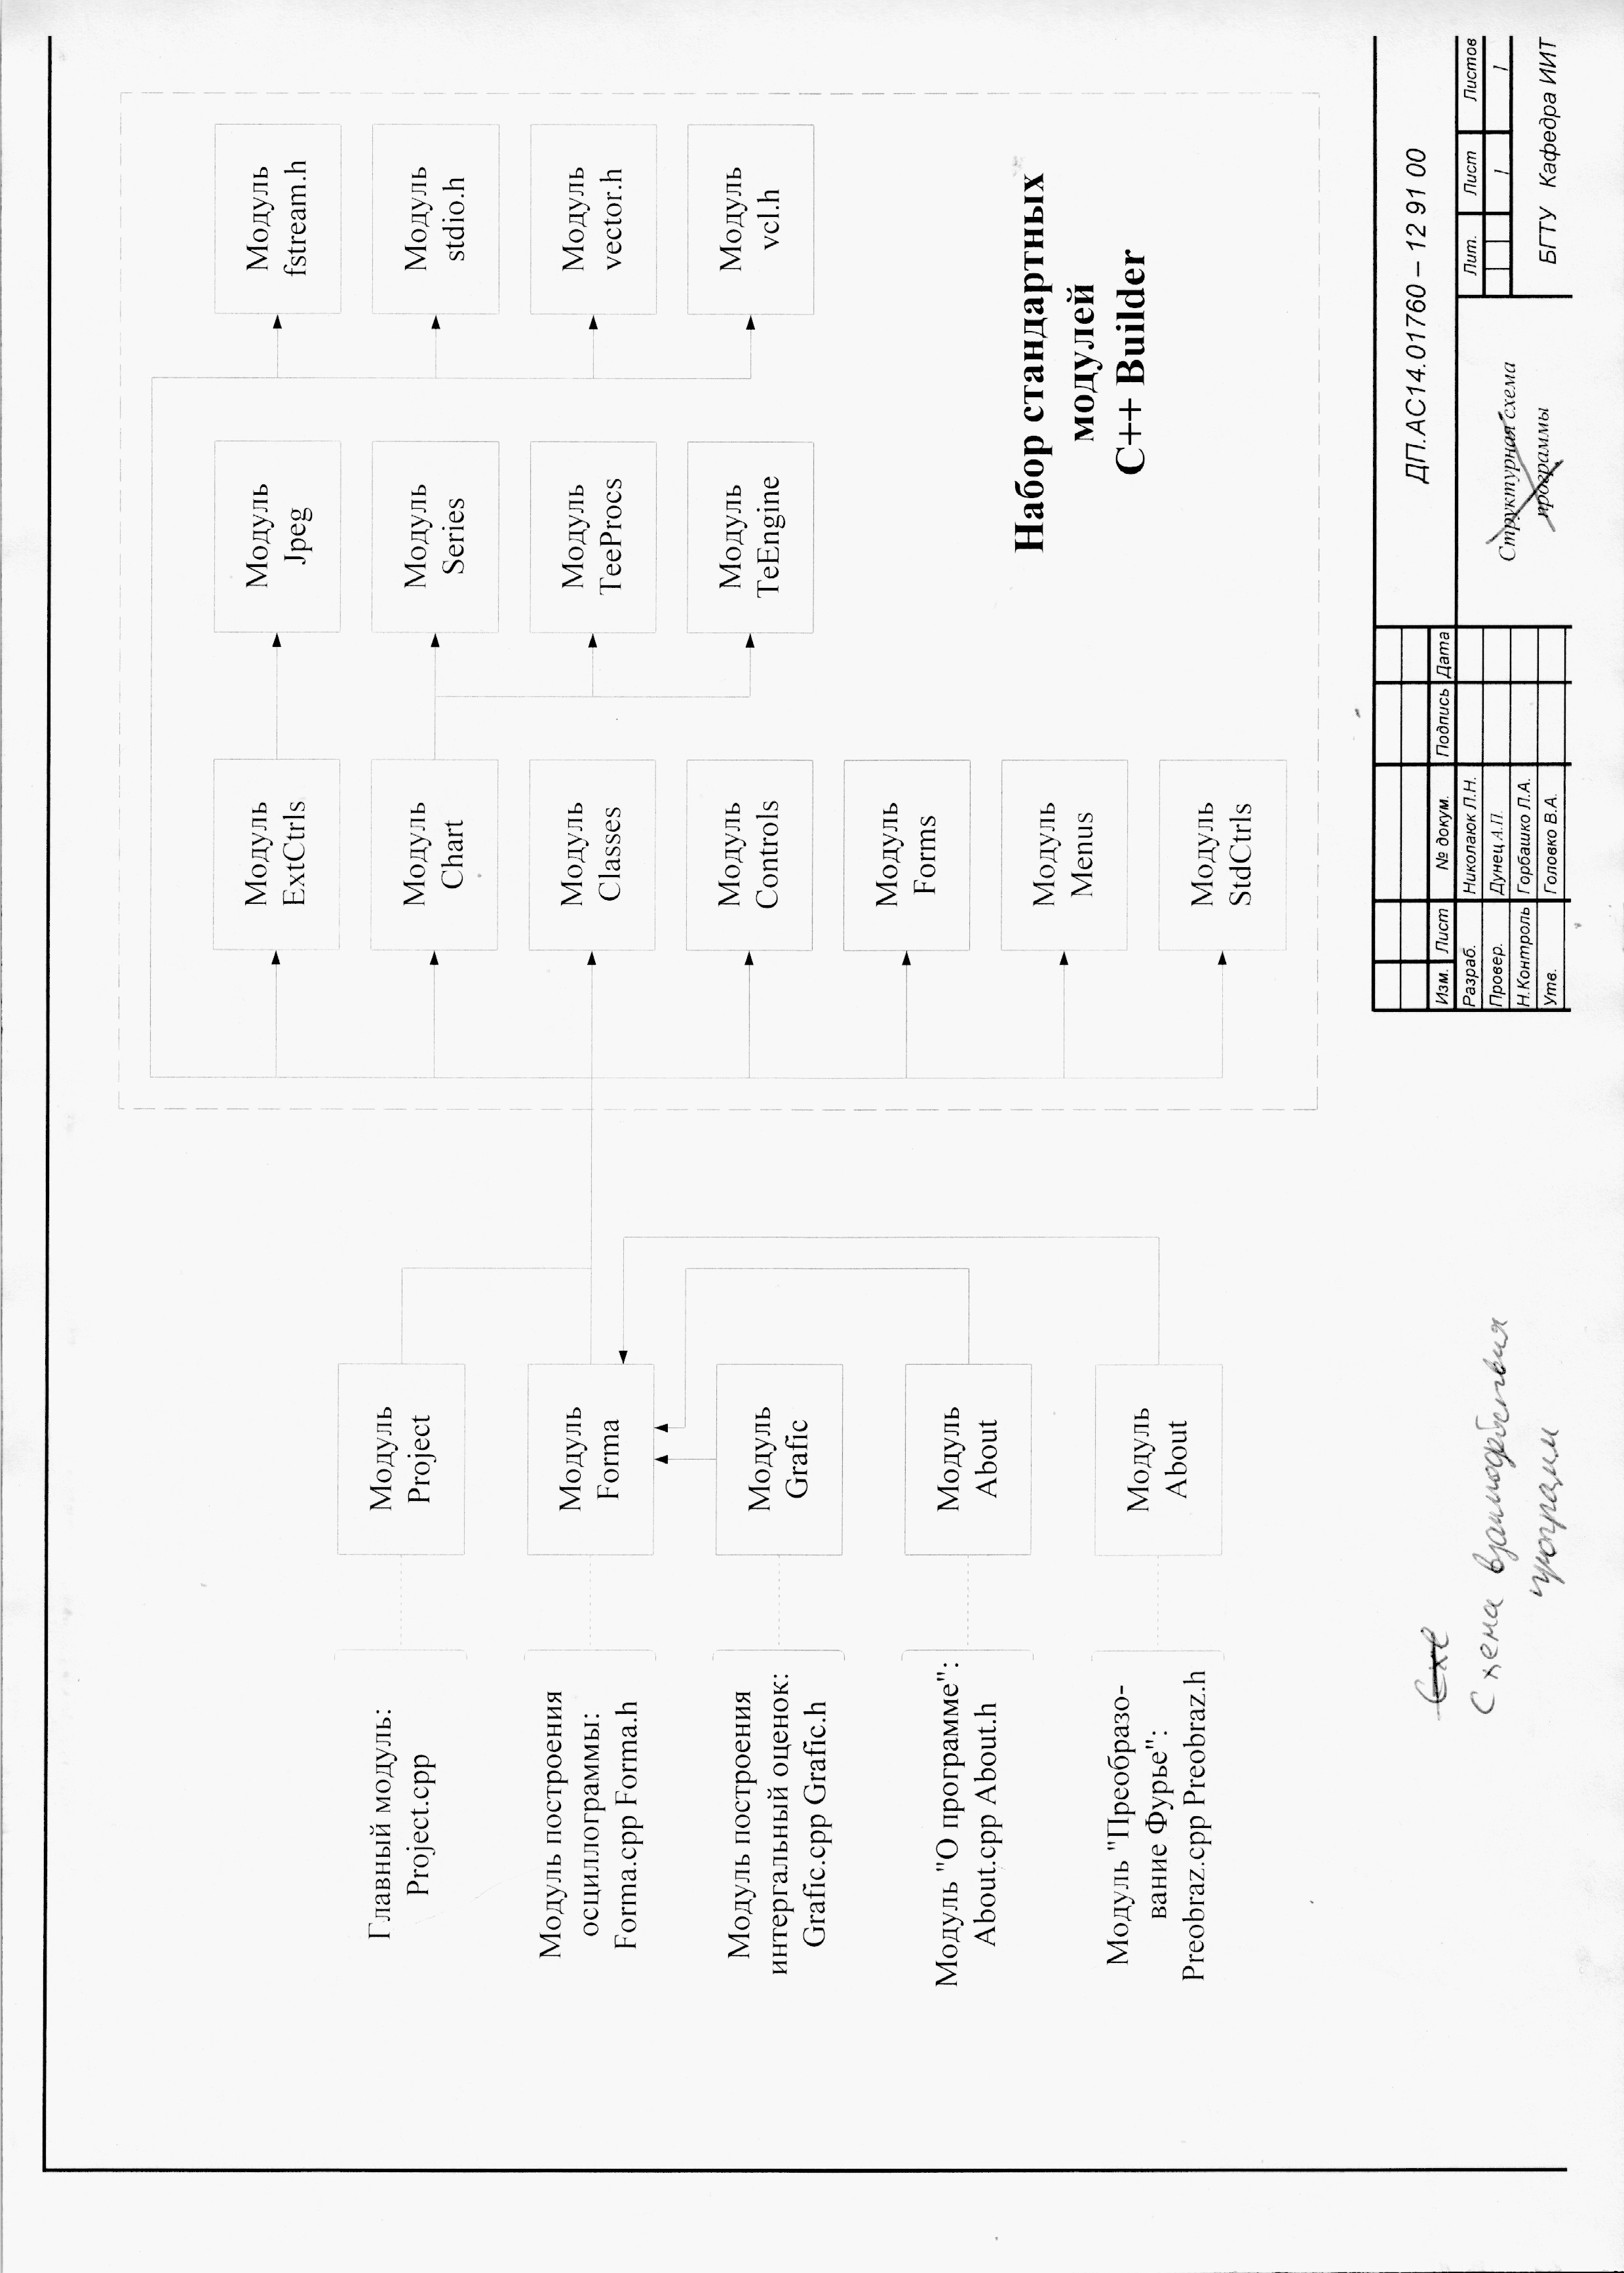 Главный модуль:
Project.cpp
Модуль
Project
Модуль построения
осциллограммы:
Forma.cpp Forma.h
Модуль
Forma
Модуль построения
интергальный оценок:
Grafic.cpp Grafic.h
Модуль
Grafic
Модуль "О программе":
About.cpp About.h
Модуль
About
Модуль "Преобразо-
вание Фурье":
Preobraz.cpp Preobraz.h
Модуль
About
Модуль
ExtCtrls
Модуль
Chart
Модуль
Classes
Модуль
Controls
Модуль
Forms
Модуль
Menus
Модуль
StdCtrls
Модуль
Jpeg
Модуль
Series
Модуль
TeeProcs
Модуль
TeEngine
Модуль
fstream.h
Модуль
stdio.h
Модуль
vector.h
Модуль
vcl.h
Набор стандартных
модулей
C++ Builder
ДП.АС14.01760 – 12 91 00
Изм. Лист № докум. Подпись Дата
Разраб. Николаюк Л.Н.
Провер. Дунец А.П.
Н.Контроль Горбашко Л.А.
Утв. Головко В.А.
Структурная схема
программы
Лит. Лист Листов
1 1
БГТУ Кафедра ИИТ
Схе
Схема взаимодействия
программ